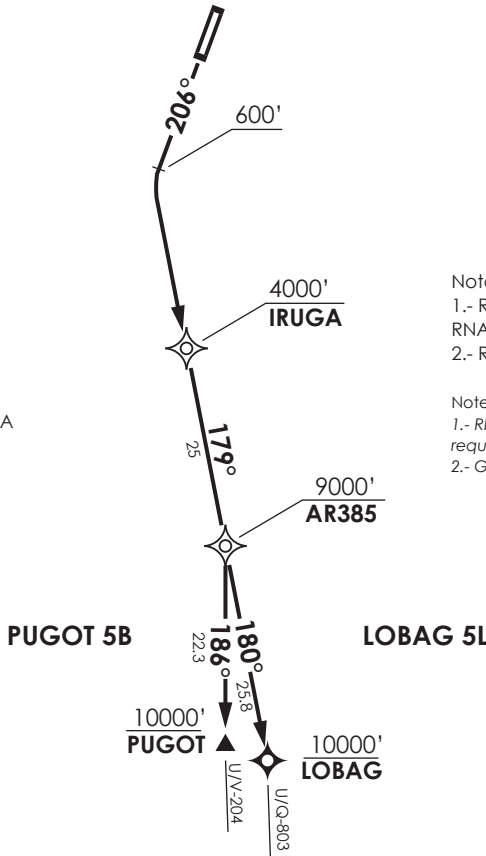 206°
600'
4000'
IRUGA
Note
1.- R
RNA
2.- R
A
Note
1.- RI
requ
2.- G
179°
25
9000'
AR385
PUGOT 5B
LOBAG 5L
186°
22.3
180°
25.8
10000'
PUGOT
10000'
LOBAG
U/V-204
U/Q-803